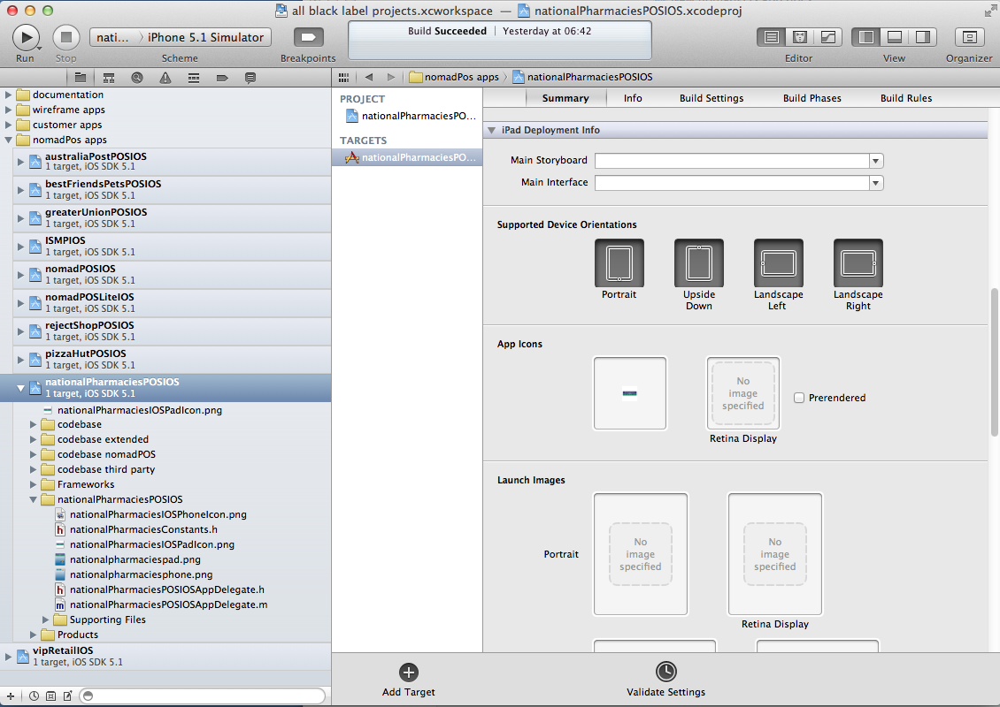 all black label projects.xcworkspace — nationalPharmaciesPOSIOS.xcodeproj
Run
Stop
nati... iPhone 5.1 Simulator
Scheme
Breakpoints
Build Succeeded | Yesterday at 06:42
Editor
View
Organizer
nomadPos apps nationalPharmaciesPOSIOS
documentation
wireframe apps
customer apps
nomadPos apps
australiaPostPOSIOS
1 target, iOS SDK 5.1
bestFriendsPetsPOSIOS
1 target, iOS SDK 5.1
greaterUnionPOSIOS
1 target, iOS SDK 5.1
ISMPIOS
1 target, iOS SDK 5.1
nomadPOSIOS
1 target, iOS SDK 5.1
nomadPOSLiteIOS
1 target, iOS SDK 5.1
rejectShopPOSIOS
1 target, iOS SDK 5.1
pizzaHutPOSIOS
1 target, iOS SDK 5.1
nationalPharmaciesPOSIOS
1 target, iOS SDK 5.1
nationalPharmaciesIOSPadIcon.png
codebase
codebase extended
codebase nomadPOS
codebase third party
Frameworks
nationalPharmaciesPOSIOS
nationalPharmaciesIOSPhoneIcon.png
nationalPharmaciesConstants.h
nationalPharmaciesIOSPadIcon.png
nationalpharmaciespad.png
nationalpharmaciesphone.png
nationalPharmaciesPOSIOSAppDelegate.h
nationalPharmaciesPOSIOSAppDelegate.m
Supporting Files
Products
vipRetailIOS
1 target, iOS SDK 5.1
PROJECT
nationalPharmaciesPO...
TARGETS
nationalPharmaciesPO...
Summary
Info
Build Settings
Build Phases
Build Rules
iPad Deployment Info
Main Storyboard
Main Interface
Supported Device Orientations
Portrait
Upside
Down
Landscape
Left
Landscape
Right
App Icons
No
image
specified
Prerendered
Retina Display
Launch Images
Portrait
No
image
specified
No
image
specified
Retina Display
Add Target
Validate Settings